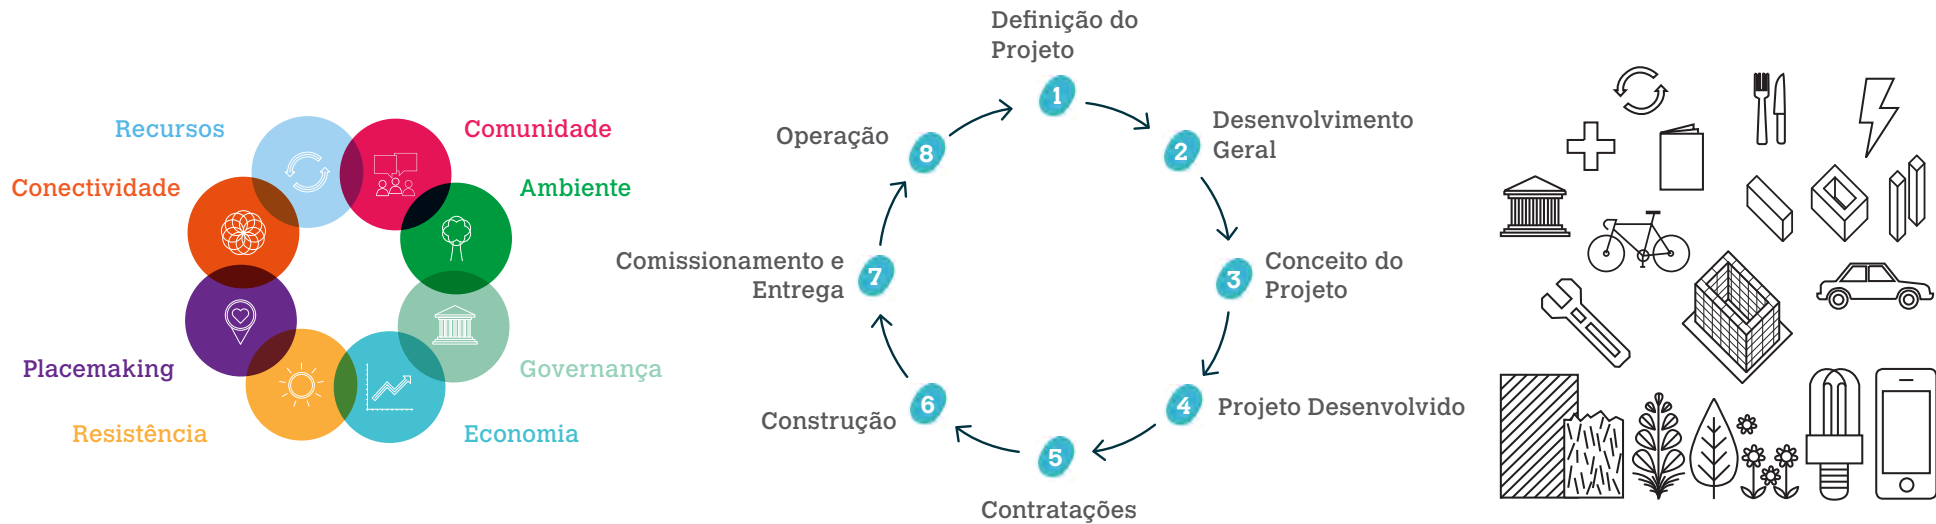 Recursos
Comunidade
Conectividade
Ambiente
Placemaking
Governança
Resistência
Economia
Definição do
Projeto
1
Desenvolvimento
Geral
2
Conceito do
Projeto
3
Projeto Desenvolvido
4
Contratações
5
Construção
6
Comissionamento e
Entrega
7
Operação
8